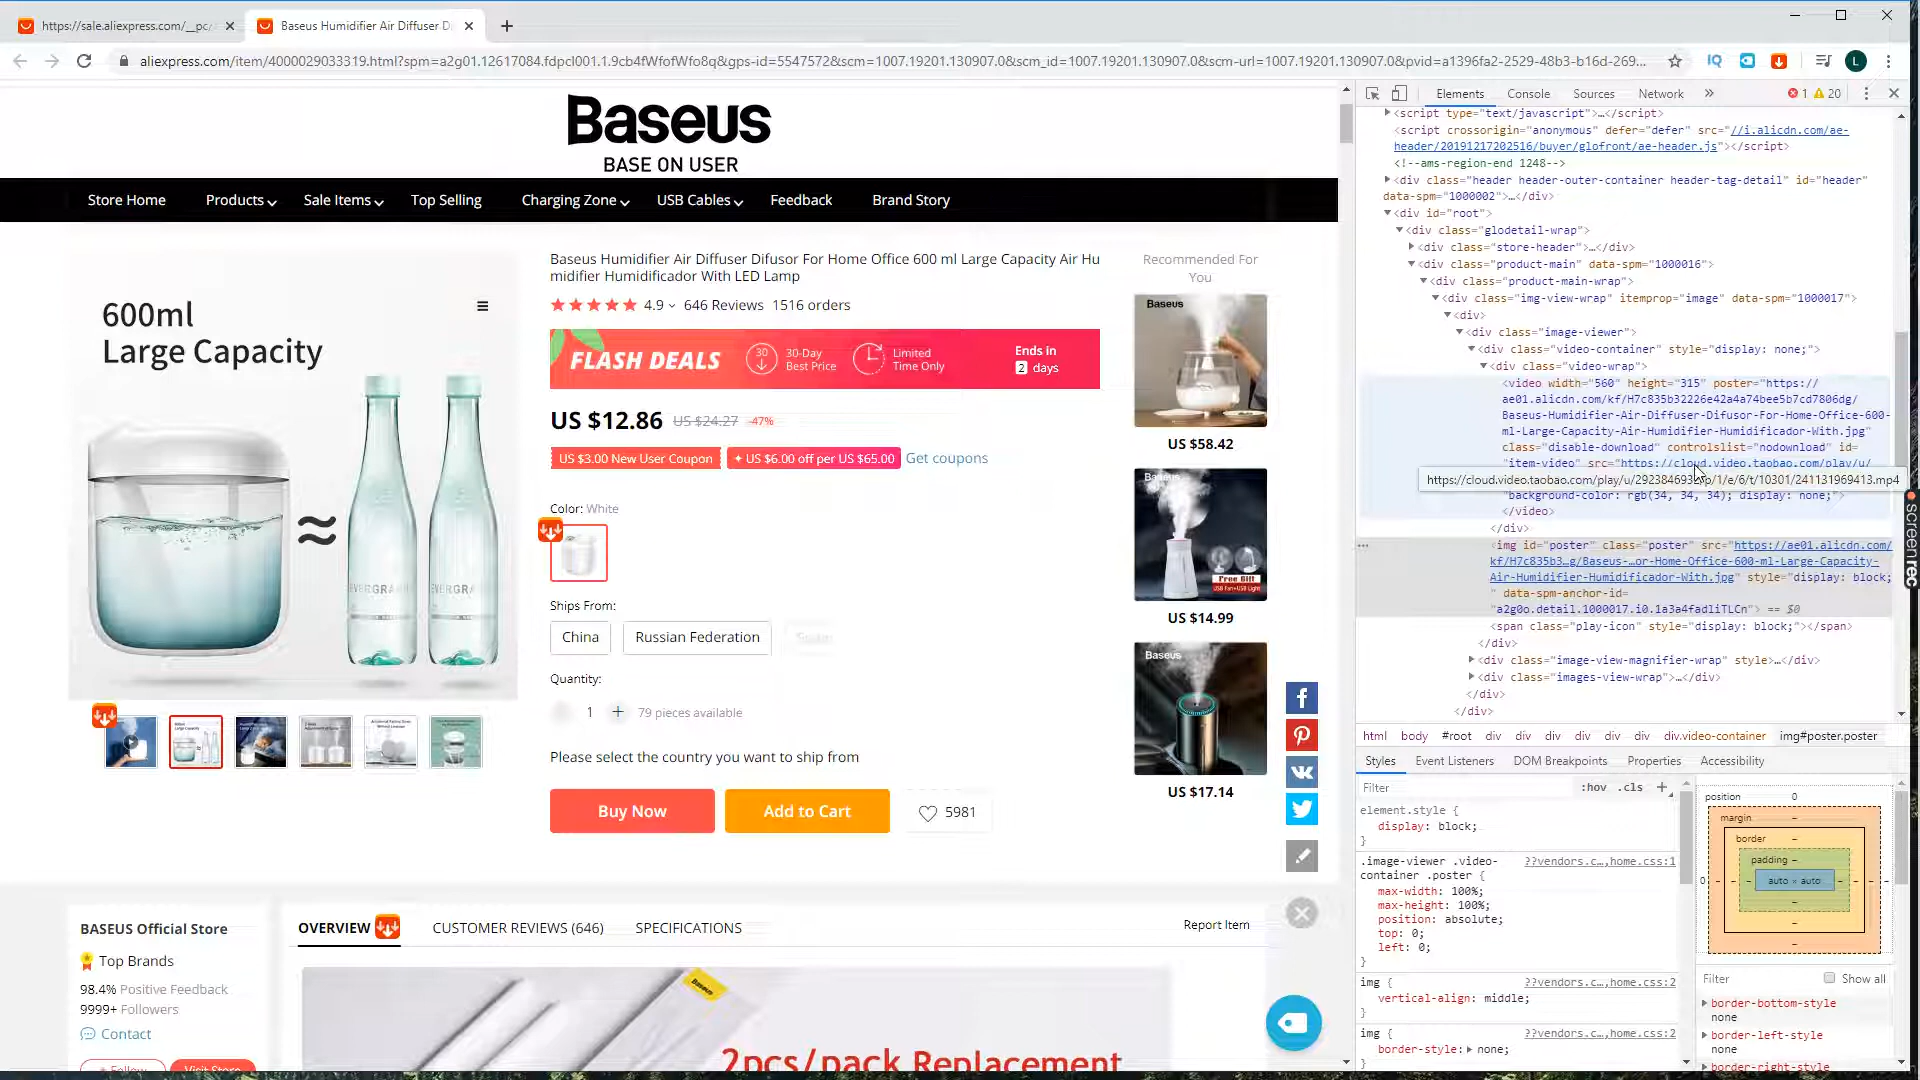 https://sale.aliexpress.com/__pc/
Baseus Humidifier Air Diffuser D
aliexpress.com/item/4000029033319.html?spm=a2g01.12617084.fdpcl001.1.9cb4fWfofWfo8q&gps-id=5547572&scm=1007.19201.130907.0&scm_id=1007.19201.130907.0&scm-url=1007.19201.130907.0&pvid=a1396fa2-2529-48b3-b16d-269...
IQ
L
Baseus
BASE ON USER
Store Home
Products
Sale Items
Top Selling
Charging Zone
USB Cables
Feedback
Brand Story
600ml
Large Capacity
Baseus Humidifier Air Diffuser Difusor For Home Office 600 ml Large Capacity Air Hu
midifier Humidificador With LED Lamp
4.9
646 Reviews
1516 orders
FLASH DEALS
30
30-Day
Best Price
Limited
Time Only
Ends in
2 days
US $12.86
US $24.27
-47%
US $3.00 New User Coupon
US $6.00 off per US $65.00
Get coupons
Color: White
Ships From:
China
Russian Federation
Quantity:
1
79 pieces available
Please select the country you want to ship from
Buy Now
Add to Cart
5981
Recommended For
You
Baseus
US $58.42
Free Gift
USB Fan+USB Light
US $14.99
Baseus
US $17.14
BASEUS Official Store
Top Brands
98.4% Positive Feedback
9999+ Followers
Contact
+ Follow
Visit Store
OVERVIEW
CUSTOMER REVIEWS (646)
SPECIFICATIONS
Report Item
Baseus
2pcs/pack Replacement
Elements
Console
Sources
Network
»
1
20
<script type="text/javascript">…</script>
<script crossorigin="anonymous" defer="defer" src="//i.alicdn.com/ae-
header/20191217202516/buyer/glofront/ae-header.js"></script>
<!--ams-region-end 1248-->
<div class="header header-outer-container header-tag-detail" id="header"
data-spm="1000002">…</div>
<div id="root">
<div class="glodetail-wrap">
<div class="store-header">…</div>
<div class="product-main" data-spm="1000016">
<div class="product-main-wrap">
<div class="img-view-wrap" itemprop="image" data-spm="1000017">
<div>
<div class="image-viewer">
<div class="video-container" style="display: none;">
<div class="video-wrap">
<video width="560" height="315" poster="https://
ae01.alicdn.com/kf/H7c835b32226e42a4a74bee5b7cd7806dg/
Baseus-Humidifier-Air-Diffuser-Difusor-For-Home-Office-600-
ml-Large-Capacity-Air-Humidifier-Humidificador-With.jpg"
class="disable-download" controlslist="nodownload" id=
"item-video" src="https://cloud.video.taobao.com/play/u/
https://cloud.video.taobao.com/play/u/2923846939/p/1/e/6/t/10301/241131969413.mp4
"background-color: rgb(34, 34, 34); display: none;">
</video>
</div>
<img id="poster" class="poster" src="https://ae01.alicdn.com/
kf/H7c835b3…g/Baseus-…or-Home-Office-600-ml-Large-Capacity-
Air-Humidifier-Humidificador-With.jpg" style="display: block;
" data-spm-anchor-id=
"a2g0o.detail.1000017.i0.1a3a4fadliTLCn"> == $0
<span class="play-icon" style="display: block;"></span>
</div>
<div class="image-view-magnifier-wrap" style>…</div>
<div class="images-view-wrap">…</div>
</div>
</div>
html body #root div div div div div div div.video-container img#poster.poster
Styles
Event Listeners
DOM Breakpoints
Properties
Accessibility
Filter
:hov .cls +
element.style {
display: block;
}
.image-viewer .video-
container .poster {
??vendors.c…,home.css:1
max-width: 100%;
max-height: 100%;
position: absolute;
top: 0;
left: 0;
}
img {
??vendors.c…,home.css:2
vertical-align: middle;
}
img {
??vendors.c…,home.css:2
border-style: none;
position 0
margin –
border –
padding –
0
auto × auto
Filter
Show all
border-bottom-style
none
border-left-style
none
border-right-style
screenrec